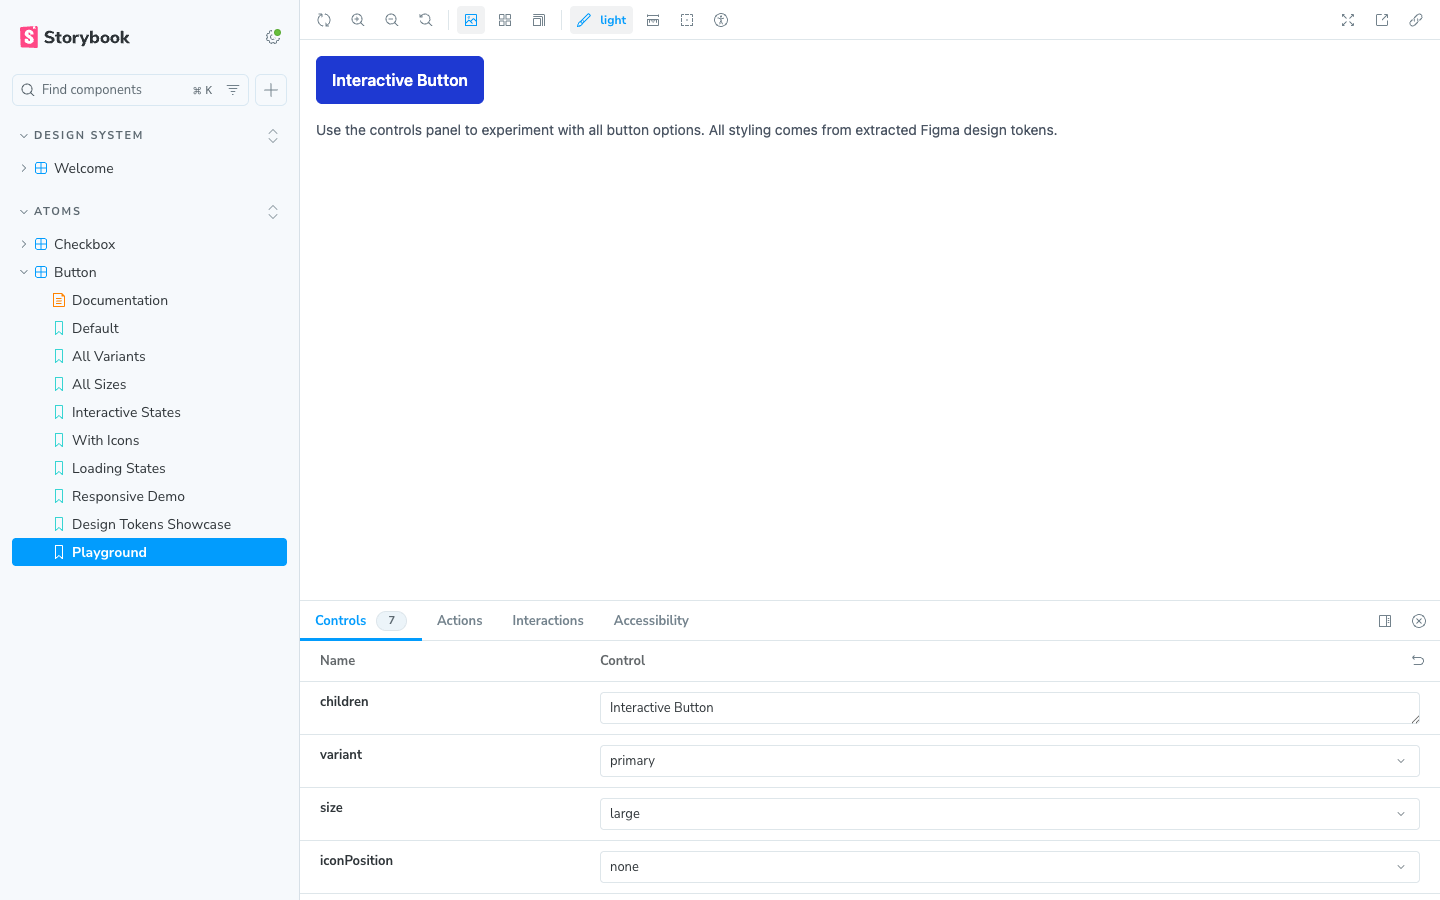 Storybook
Find components
⌘ K
DESIGN SYSTEM
Welcome
ATOMS
Checkbox
Button
Documentation
Default
All Variants
All Sizes
Interactive States
With Icons
Loading States
Responsive Demo
Design Tokens Showcase
Playground
light
Interactive Button
Use the controls panel to experiment with all button options. All styling comes from extracted Figma design tokens.
Controls 7 Actions Interactions Accessibility
Name Control
children Interactive Button
variant primary
size large
iconPosition none